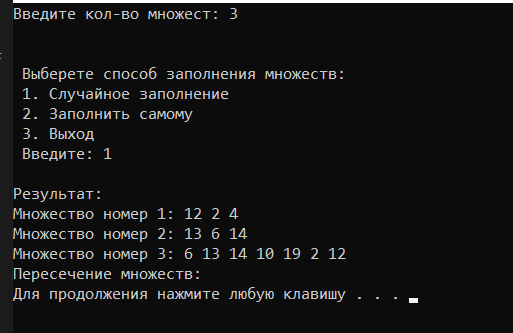 Введите кол-во множест: 3
Выберете способ заполнения множеств:
1. Случайное заполнение
2. Заполнить самому
3. Выход
Введите: 1
Результат:
Множество номер 1: 12 2 4
Множество номер 2: 13 6 14
Множество номер 3: 6 13 14 10 19 2 12
Пересечение множеств:
Для продолжения нажмите любую клавишу . . .